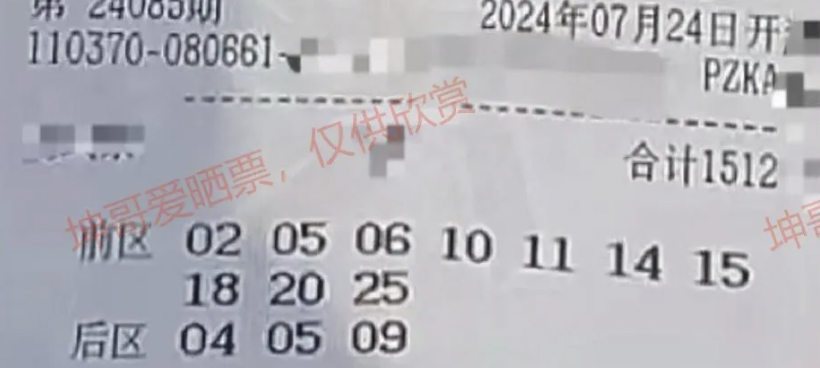 第 24085期
2024年07月24日开
110370-080661-
PZKA
合计1512
坤哥爱晒票，仅供欣赏
坤哥
前区 02 05 06 10 11 14 15
18 20 25
后区 04 05 09